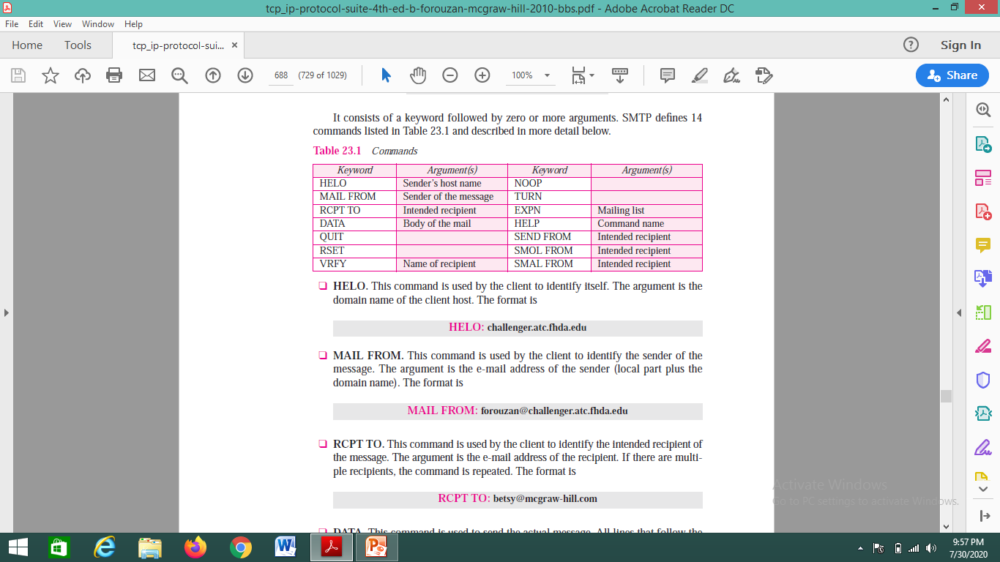 tcp_ip-protocol-suite-4th-ed-b-forouzan-mcgraw-hill-2010-bbs.pdf - Adobe Acrobat Reader DC
File Edit View Window Help
Home Tools tcp_ip-protocol-sui... × Sign In
688 (729 of 1029) 100% Share
It consists of a keyword followed by zero or more arguments. SMTP defines 14
commands listed in Table 23.1 and described in more detail below.
Table 23.1 Commands
Keyword Argument(s) Keyword Argument(s)
HELO Sender's host name NOOP
MAIL FROM Sender of the message TURN
RCPT TO Intended recipient EXPN Mailing list
DATA Body of the mail HELP Command name
QUIT SEND FROM Intended recipient
RSET SMOL FROM Intended recipient
VRFY Name of recipient SMAL FROM Intended recipient
❏ HELO. This command is used by the client to identify itself. The argument is the
domain name of the client host. The format is
HELO: challenger.atc.fhda.edu
❏ MAIL FROM. This command is used by the client to identify the sender of the
message. The argument is the e-mail address of the sender (local part plus the
domain name). The format is
MAIL FROM: forouzan@challenger.atc.fhda.edu
❏ RCPT TO. This command is used by the client to identify the intended recipient of
the message. The argument is the e-mail address of the recipient. If there are multi-
ple recipients, the command is repeated. The format is
RCPT TO: betsy@mcgraw-hill.com
❏ DATA. This command is used to send the actual message. All lines that follow the
Activate Windows
Go to PC settings to activate Windows.
9:57 PM
7/30/2020